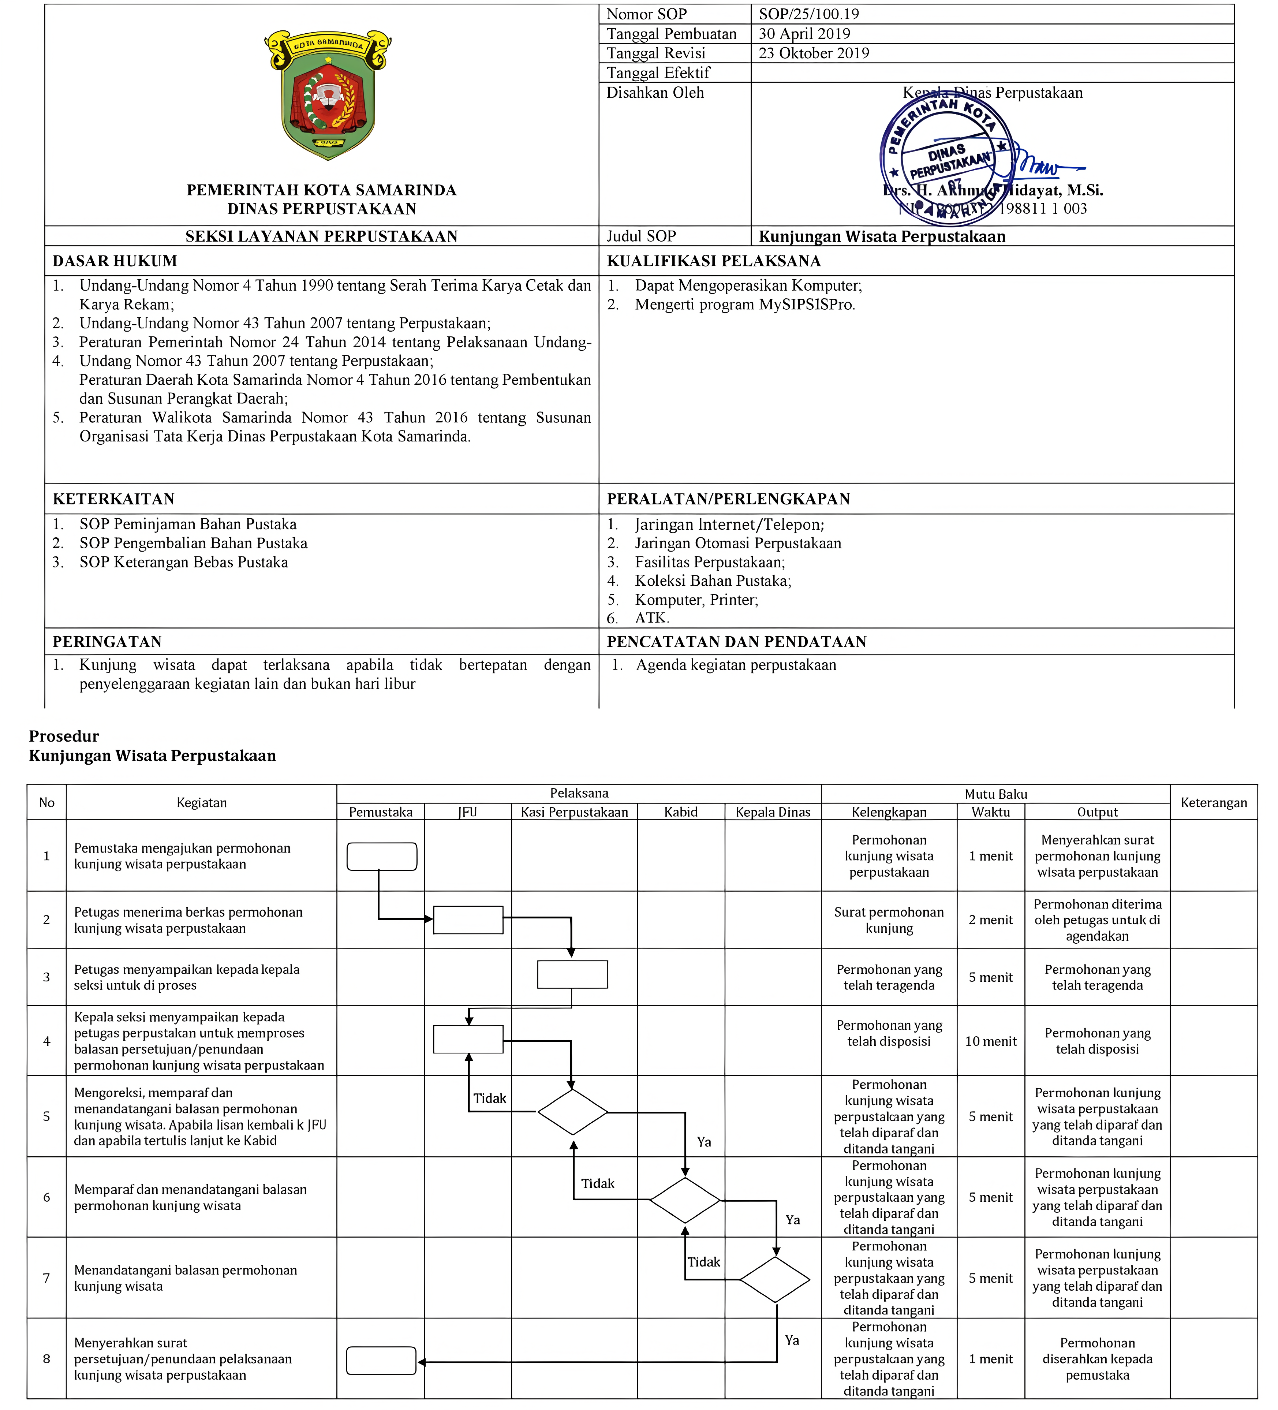 KOTA SAMARINDA
PEMERINTAH KOTA SAMARINDA
DINAS PERPUSTAKAAN
SEKSI LAYANAN PERPUSTAKAAN
Nomor SOP SOP/25/100.19
Tanggal Pembuatan 30 April 2019
Tanggal Revisi 23 Oktober 2019
Tanggal Efektif
Disahkan Oleh Kepala Dinas Perpustakaan
PEMERINTAH KOTA
DINAS
PERPUSTAKAAN
SAMARINDA
Drs. H. Akhmad Hidayat, M.Si.
198811 1 003
Judul SOP Kunjungan Wisata Perpustakaan
DASAR HUKUM
1. Undang-Undang Nomor 4 Tahun 1990 tentang Serah Terima Karya Cetak dan
Karya Rekam;
2. Undang-Undang Nomor 43 Tahun 2007 tentang Perpustakaan;
3. Peraturan Pemerintah Nomor 24 Tahun 2014 tentang Pelaksanaan Undang-
4. Undang Nomor 43 Tahun 2007 tentang Perpustakaan;
Peraturan Daerah Kota Samarinda Nomor 4 Tahun 2016 tentang Pembentukan
dan Susunan Perangkat Daerah;
5. Peraturan Walikota Samarinda Nomor 43 Tahun 2016 tentang Susunan
Organisasi Tata Kerja Dinas Perpustakaan Kota Samarinda.
KUALIFIKASI PELAKSANA
1. Dapat Mengoperasikan Komputer;
2. Mengerti program MySIPSISPro.
KETERKAITAN
1. SOP Peminjaman Bahan Pustaka
2. SOP Pengembalian Bahan Pustaka
3. SOP Keterangan Bebas Pustaka
PERALATAN/PERLENGKAPAN
1. Jaringan Internet/Telepon;
2. Jaringan Otomasi Perpustakaan
3. Fasilitas Perpustakaan;
4. Koleksi Bahan Pustaka;
5. Komputer, Printer;
6. ATK.
PERINGATAN
1. Kunjung wisata dapat terlaksana apabila tidak bertepatan dengan
penyelenggaraan kegiatan lain dan bukan hari libur
PENCATATAN DAN PENDATAAN
1. Agenda kegiatan perpustakaan
Prosedur
Kunjungan Wisata Perpustakaan
No Kegiatan Pelaksana Mutu Baku Keterangan
Pemustaka JFU Kasi Perpustakaan Kabid Kepala Dinas Kelengkapan Waktu Output
1
Pemustaka mengajukan permohonan
kunjung wisata perpustakaan
Permohonan
kunjung wisata
perpustakaan
1 menit
Menyerahkan surat
permohonan kunjung
wisata perpustakaan
2
Petugas menerima berkas permohonan
kunjung wisata perpustakaan
Surat permohonan
kunjung
2 menit
Permohonan diterima
oleh petugas untuk di
agendakan
3
Petugas menyampaikan kepada kepala
seksi untuk di proses
Permohonan yang
telah teragenda
5 menit
Permohonan yang
telah teragenda
4
Kepala seksi menyampaikan kepada
petugas perpustakan untuk memproses
balasan persetujuan/penundaan
permohonan kunjung wisata perpustakaan
Permohonan yang
telah disposisi
10 menit
Permohonan yang
telah disposisi
5
Mengoreksi, memparaf dan
menandatangani balasan permohonan
kunjung wisata. Apabila lisan kembali k JFU
dan apabila tertulis lanjut ke Kabid
Tidak
Ya
Permohonan
kunjung wisata
perpustakaan yang
telah diparaf dan
ditanda tangani
5 menit
Permohonan kunjung
wisata perpustakaan
yang telah diparaf dan
ditanda tangani
6
Memparaf dan menandatangani balasan
permohonan kunjung wisata
Tidak
Ya
Permohonan
kunjung wisata
perpustakaan yang
telah diparaf dan
ditanda tangani
5 menit
Permohonan kunjung
wisata perpustakaan
yang telah diparaf dan
ditanda tangani
7
Menandatangani balasan permohonan
kunjung wisata
Tidak
Permohonan
kunjung wisata
perpustakaan yang
telah diparaf dan
ditanda tangani
5 menit
Permohonan kunjung
wisata perpustakaan
yang telah diparaf dan
ditanda tangani
8
Menyerahkan surat
persetujuan/penundaan pelaksanaan
kunjung wisata perpustakaan
Ya
Permohonan
kunjung wisata
perpustakaan yang
telah diparaf dan
ditanda tangani
1 menit
Permohonan
diserahkan kepada
pemustaka